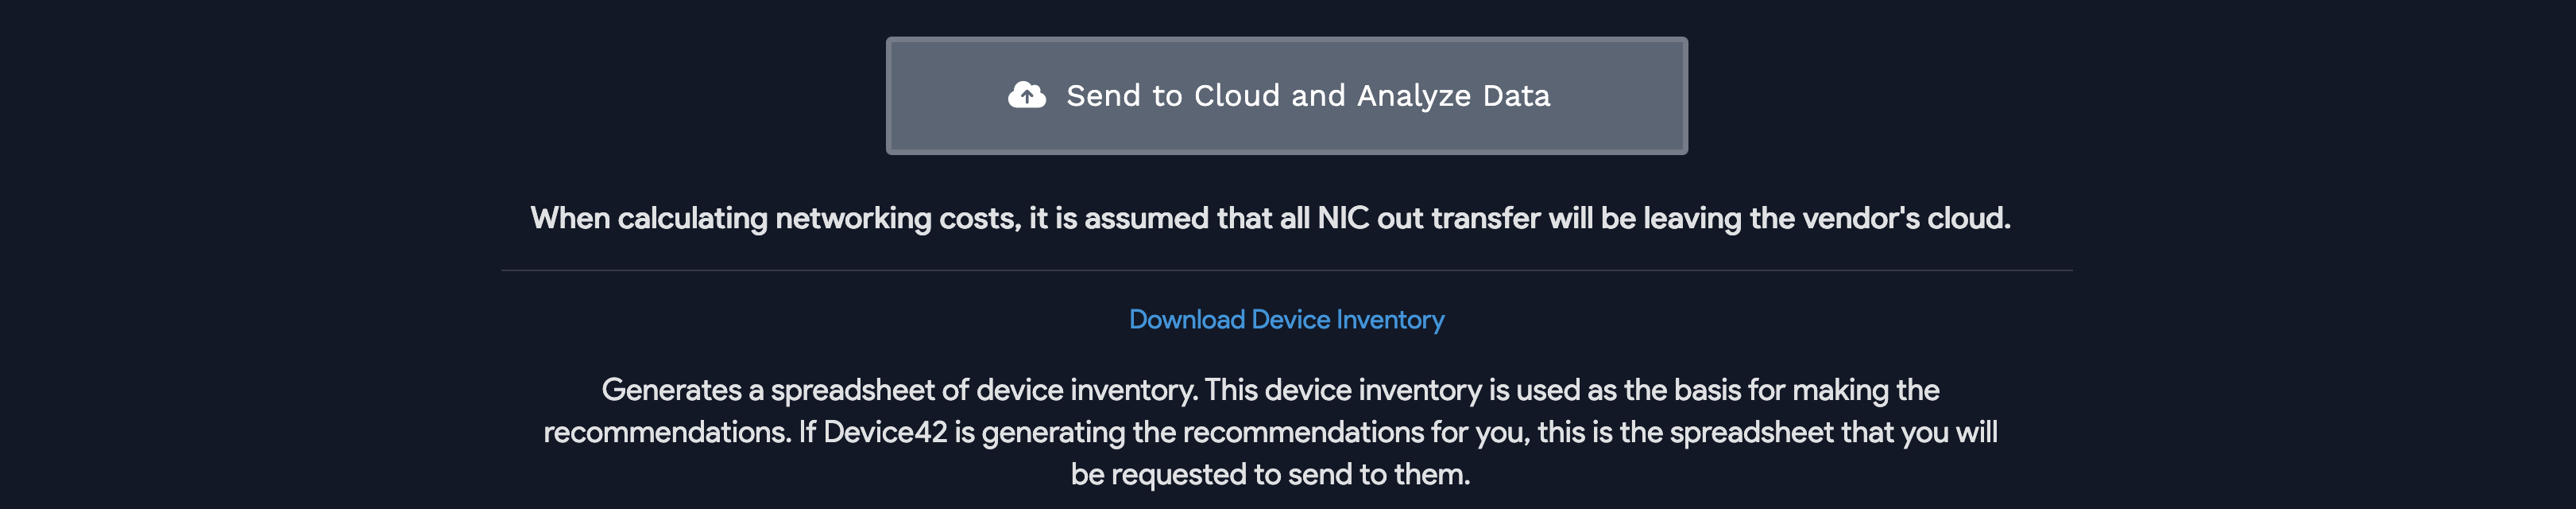 Send to Cloud and Analyze Data
When calculating networking costs, it is assumed that all NIC out transfer will be leaving the vendor's cloud.
Download Device Inventory
Generates a spreadsheet of device inventory. This device inventory is used as the basis for making the
recommendations. If Device42 is generating the recommendations for you, this is the spreadsheet that you will
be requested to send to them.